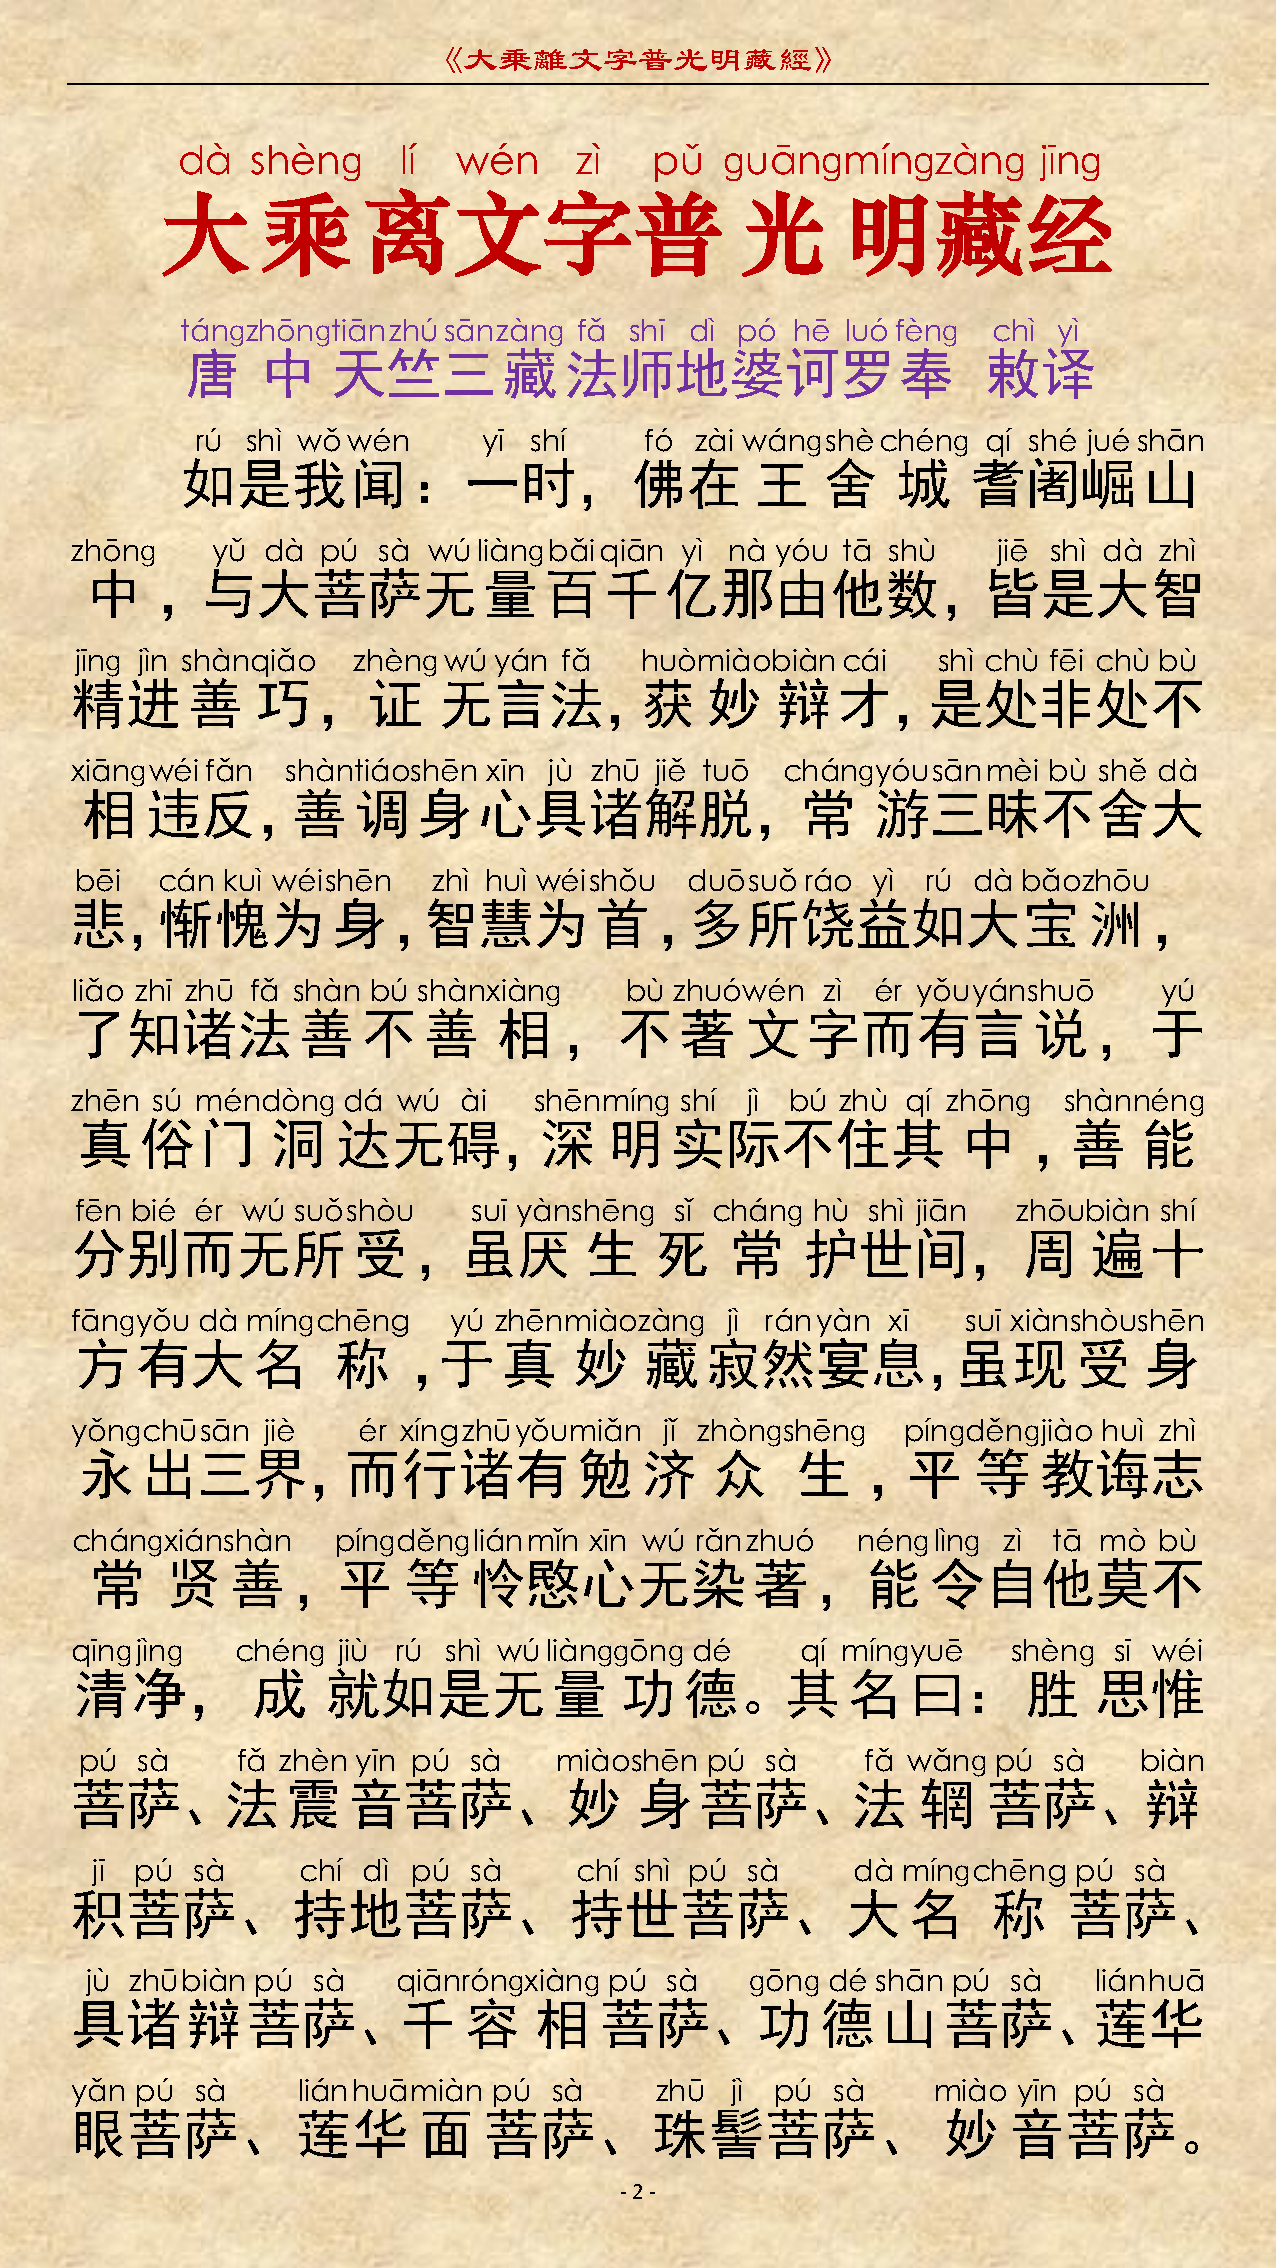 《大乘離文字普光明藏經》
dà shèng lí wén zì pǔ guāngmíngzàng jīng
大乘离文字普光明藏经
tángzhōngtiānzhú sānzàng fǎ shī dì pó hē luó fèng chì yì
唐中天竺三藏法师地婆诃罗奉敕译
rú shì wǒ wén yī shí fó zài wángshè chéng qí shé jué shān
如是我闻：一时，佛在王舍城耆阇崛山
zhōng yǔ dà pú sà wú liàngbǎi qiān yì nà yóu tā shù jiē shì dà zhì
中，与大菩萨无量百千亿那由他数，皆是大智
jīng jìn shànqiǎo zhèng wú yán fǎ huòmiàobiàn cái shì chù fēi chù bù
精进善巧，证无言法，获妙辩才，是处非处不
xiāngwéi fǎn shàntiáoshēn xīn jù zhū jiě tuō chángyóusānmèi bù shě dà
相违反，善调身心具诸解脱，常游三昧不舍大
bēi cán kuì wéishēn zhì huì wéishǒu duōsuǒ ráo yì rú dà bǎozhōu
悲，惭愧为身，智慧为首，多所饶益如大宝洲，
liǎo zhī zhū fǎ shàn bú shànxiàng bù zhuówén zì ér yǒuyánshuō yú
了知诸法善不善相，不著文字而有言说，于
zhēn sú méndòng dá wú ài shēnmíng shí jì bú zhù qí zhōng shànnéng
真俗门洞达无碍，深明实际不住其中，善能
fēn bié ér wú suǒshòu suī yànshēng sǐ cháng hù shì jiān zhōubiàn shí
分别而无所受，虽厌生死常护世间，周遍十
fāngyǒu dà míngchēng yú zhēnmiàozàng jì rányàn xī suī xiànshòushēn
方有大名称，于真妙藏寂然宴息，虽现受身
yǒngchūsān jiè ér xíngzhūyǒumiǎn jǐ zhòngshēng píngděngjiào huì zhì
永出三界，而行诸有勉济众生，平等教诲志
chángxiánshàn píngděngliánmǐn xīn wú rǎnzhuó nénglìng zì tā mò bù
常贤善，平等怜愍心无染著，能令自他莫不
qīngjìng chéng jiù rú shì wú liànggōng dé qí míngyuē shèng sī wéi
清净，成就如是无量功德。其名曰：胜思惟
pú sà fǎ zhèn yīn pú sà miàoshēn pú sà fǎ wǎng pú sà biàn
菩萨、法震音菩萨、妙身菩萨、法辋菩萨、辩
jī pú sà chí dì pú sà chí shì pú sà dà míngchēng pú sà
积菩萨、持地菩萨、持世菩萨、大名称菩萨、
jù zhūbiàn pú sà qiānróngxiàng pú sà gōng dé shān pú sà liánhuā
具诸辩菩萨、千容相菩萨、功德山菩萨、莲华
yǎn pú sà liánhuāmiàn pú sà zhū jì pú sà miào yīn pú sà
眼菩萨、莲华面菩萨、珠髻菩萨、妙音菩萨。
- 2 -